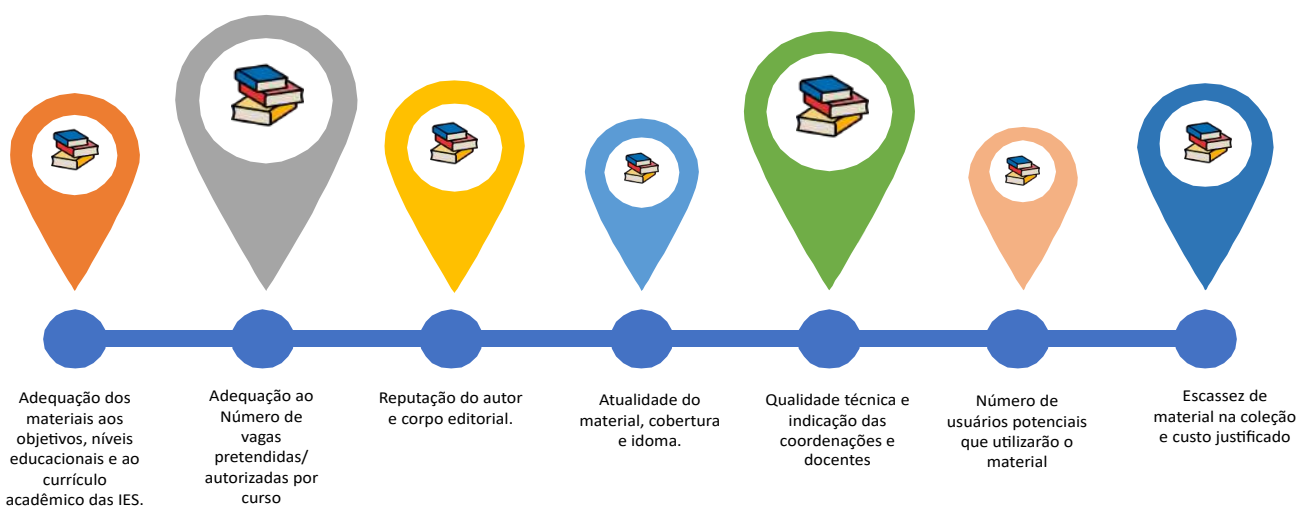 Adequação dos
materiais aos
objetivos, níveis
educacionais e ao
currículo
acadêmico das IES.
Adequação ao
Número de
vagas
pretendidas/
autorizadas por
curso
Reputação do autor
e corpo editorial.
Atualidade do
material, cobertura
e idoma.
Qualidade técnica e
indicação das
coordenações e
docentes
Número de
usuários potenciais
que utilizarão o
material
Escassez de
material na coleção
e custo justificado